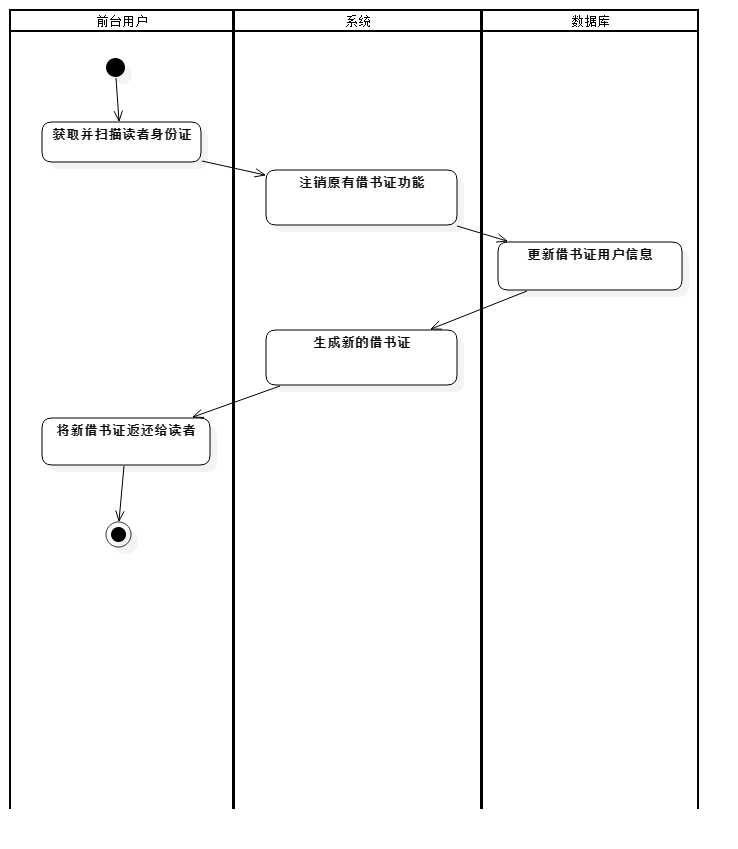 前台用户
系统
数据库
获取并扫描读者身份证
注销原有借书证功能
更新借书证用户信息
生成新的借书证
将新借书证返还给读者